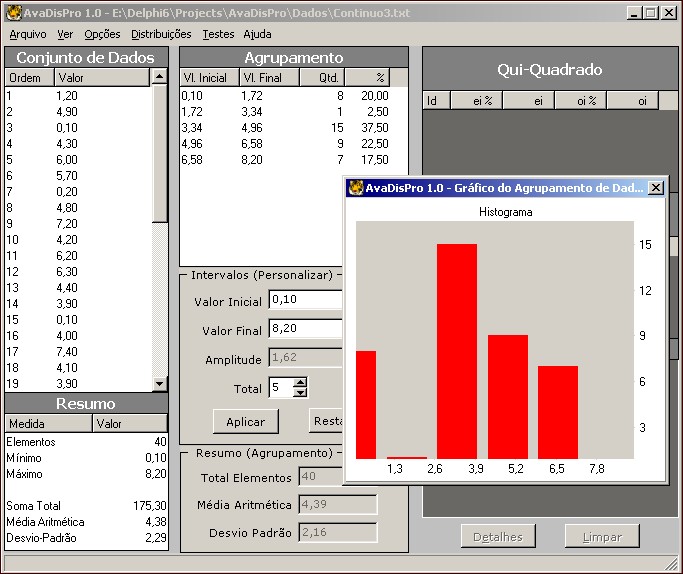 AvaDisPro 1.0 - E:\Delphi6\Projects\AvaDisPro\Dados\Continuo3.txt
Arquivo Ver Opções Distribuições Testes Ajuda
Conjunto de Dados
Ordem Valor
1 1,20
2 4,90
3 0,10
4 4,30
5 6,00
6 5,70
7 0,20
8 4,80
9 7,20
10 4,20
11 6,20
12 6,30
13 4,40
14 3,90
15 0,10
16 4,00
17 7,40
18 4,10
19 3,90
Resumo
Medida Valor
Elementos 40
Mínimo 0,10
Máximo 8,20
Soma Total 175,30
Média Aritmética 4,38
Desvio-Padrão 2,29
Agrupamento
Vl. Inicial Vl. Final Qtd. %
0,10 1,72 8 20,00
1,72 3,34 1 2,50
3,34 4,96 15 37,50
4,96 6,58 9 22,50
6,58 8,20 7 17,50
Intervalos (Personalizar)
Valor Inicial 0,10
Valor Final 8,20
Amplitude 1,62
Total 5
Aplicar Resta
Resumo (Agrupamento)
Total Elementos 40
Média Aritmética 4,39
Desvio Padrão 2,16
Qui-Quadrado
Id ei % ei oi % oi
AvaDisPro 1.0 - Gráfico do Agrupamento de Dad...
Histograma
15
12
9
6
3
1,3 2,6 3,9 5,2 6,5 7,8
Detalhes Limpar